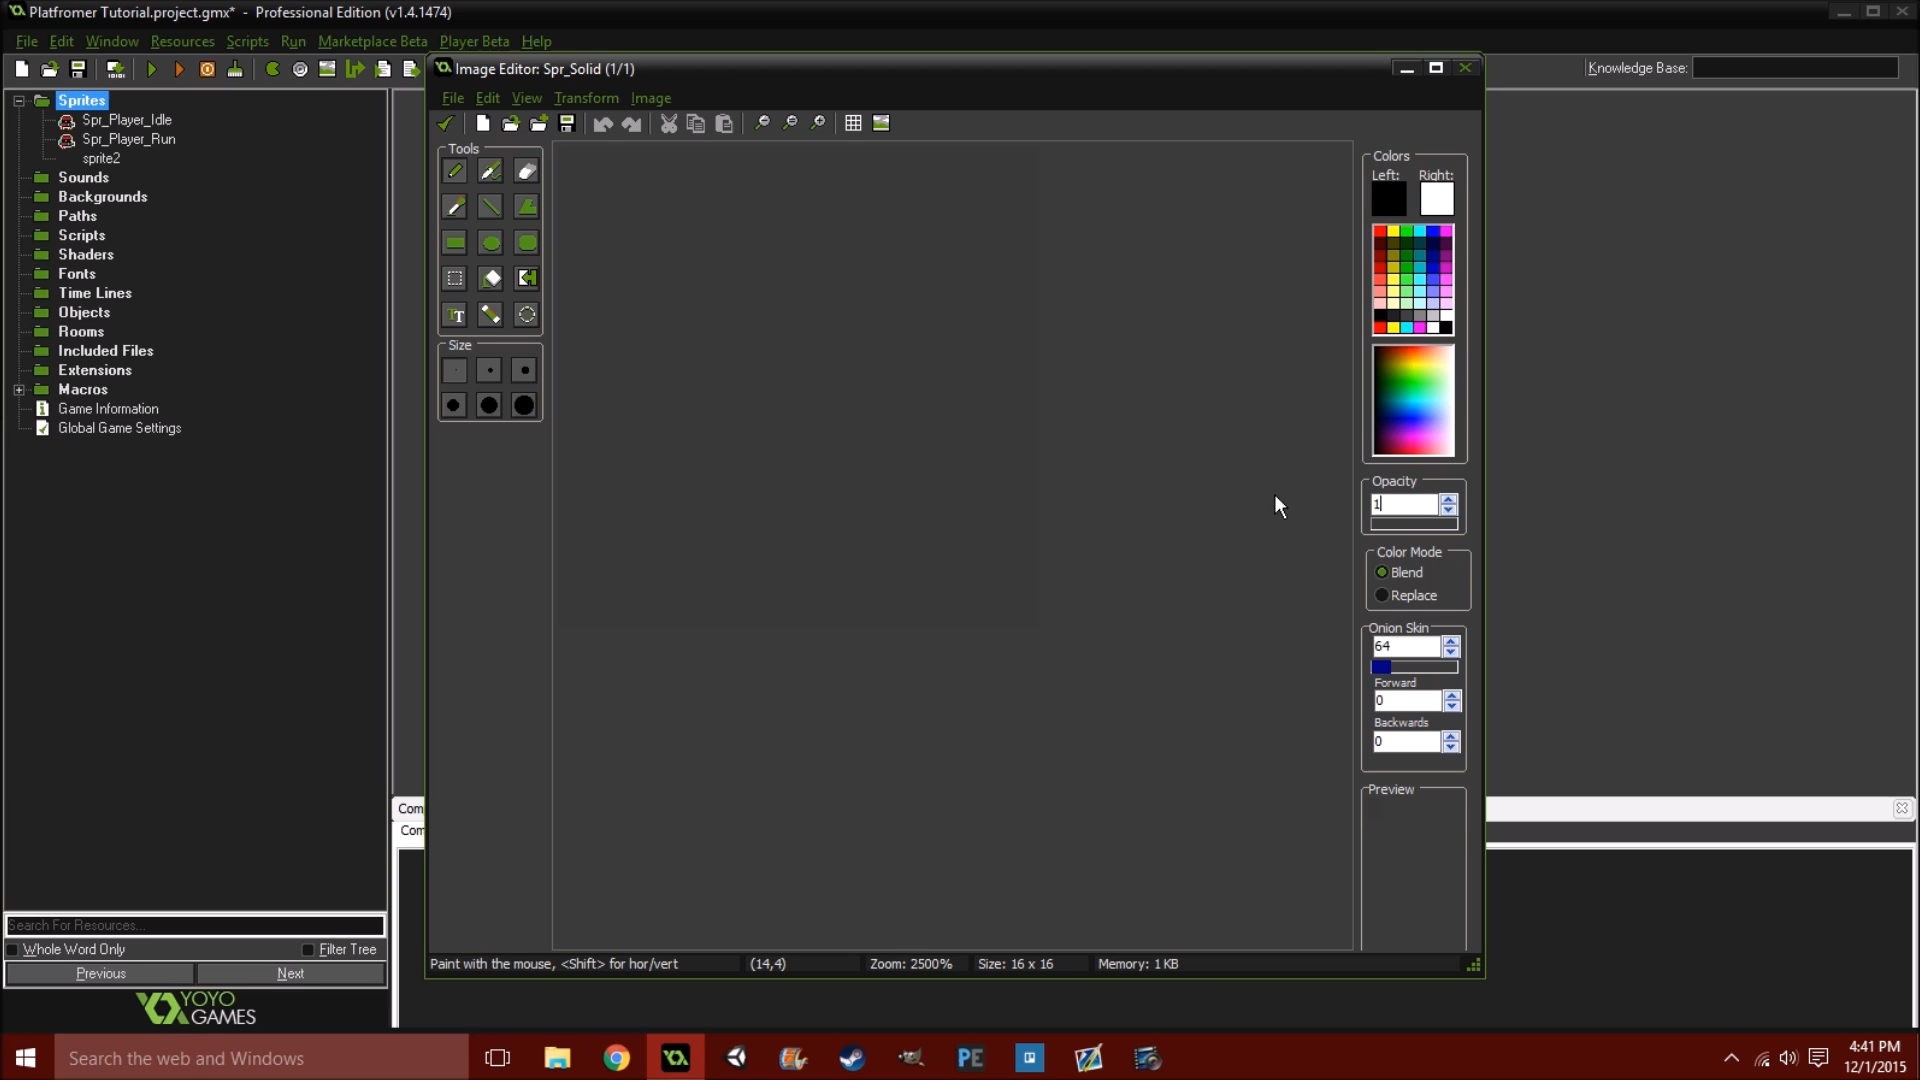 Platfromer Tutorial.project.gmx* - Professional Edition (v1.4.1474)
File Edit Window Resources Scripts Run Marketplace Beta Player Beta Help
Knowledge Base:
Sprites
Spr_Player_Idle
Spr_Player_Run
sprite2
Sounds
Backgrounds
Paths
Scripts
Shaders
Fonts
Time Lines
Objects
Rooms
Included Files
Extensions
Macros
Game Information
Global Game Settings
Search For Resources...
Whole Word Only Filter Tree
Previous Next
YOYO
GAMES
Image Editor: Spr_Solid (1/1)
File Edit View Transform Image
Tools
TT
Size
Colors
Left: Right:
Opacity
1
Color Mode
Blend
Replace
Onion Skin
64
Forward
0
Backwards
0
Preview
Com
Com
Paint with the mouse, <Shift> for hor/vert (14,4) Zoom: 2500% Size: 16 x 16 Memory: 1 KB
Search the web and Windows
PE
4:41 PM
12/1/2015